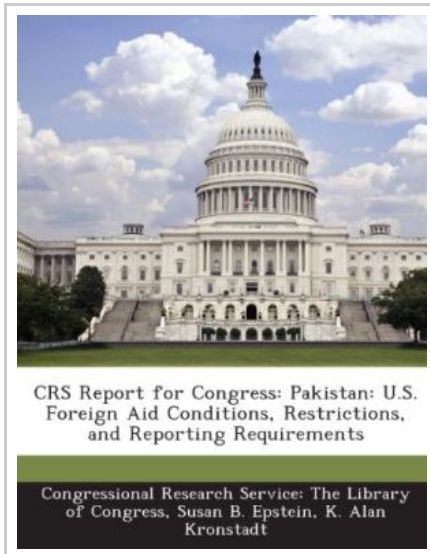 CRS Report for Congress: Pakistan: U.S.
Foreign Aid Conditions, Restrictions,
and Reporting Requirements
Congressional Research Service: The Library
of Congress, Susan B. Epstein, K. Alan
Kronstadt